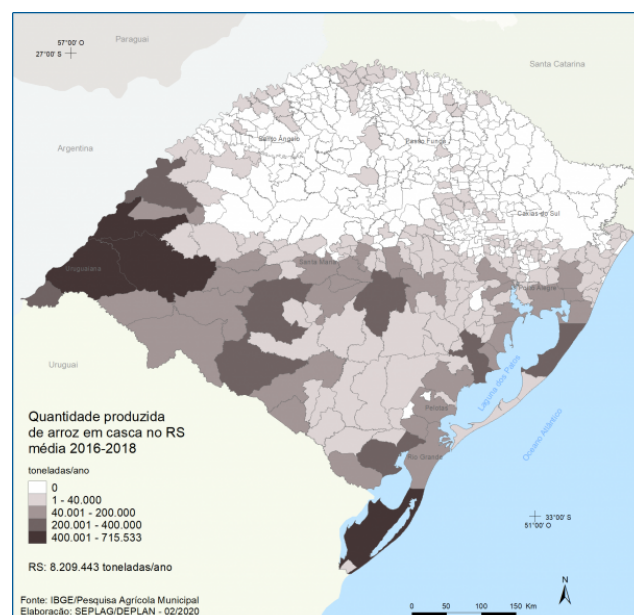 57°00' O
27°00' S
Paraguai
Santa Catarina
Argentina
Santo Ângelo
Passo Fundo
Caxias do Sul
Uruguaiana
Santa Maria
Porto Alegre
Uruguai
Laguna dos Patos
Pelotas
Oceano Atlântico
Rio Grande
Quantidade produzida
de arroz em casca no RS
média 2016-2018
toneladas/ano
0
1 - 40.000
40.001 - 200.000
200.001 - 400.000
400.001 - 715.533
RS: 8.209.443 toneladas/ano
33°00' S
51°00' O
N
Fonte: IBGE/Pesquisa Agrícola Municipal
Elaboração: SEPLAG/DEPLAN - 02/2020
0 50 100 150 Km